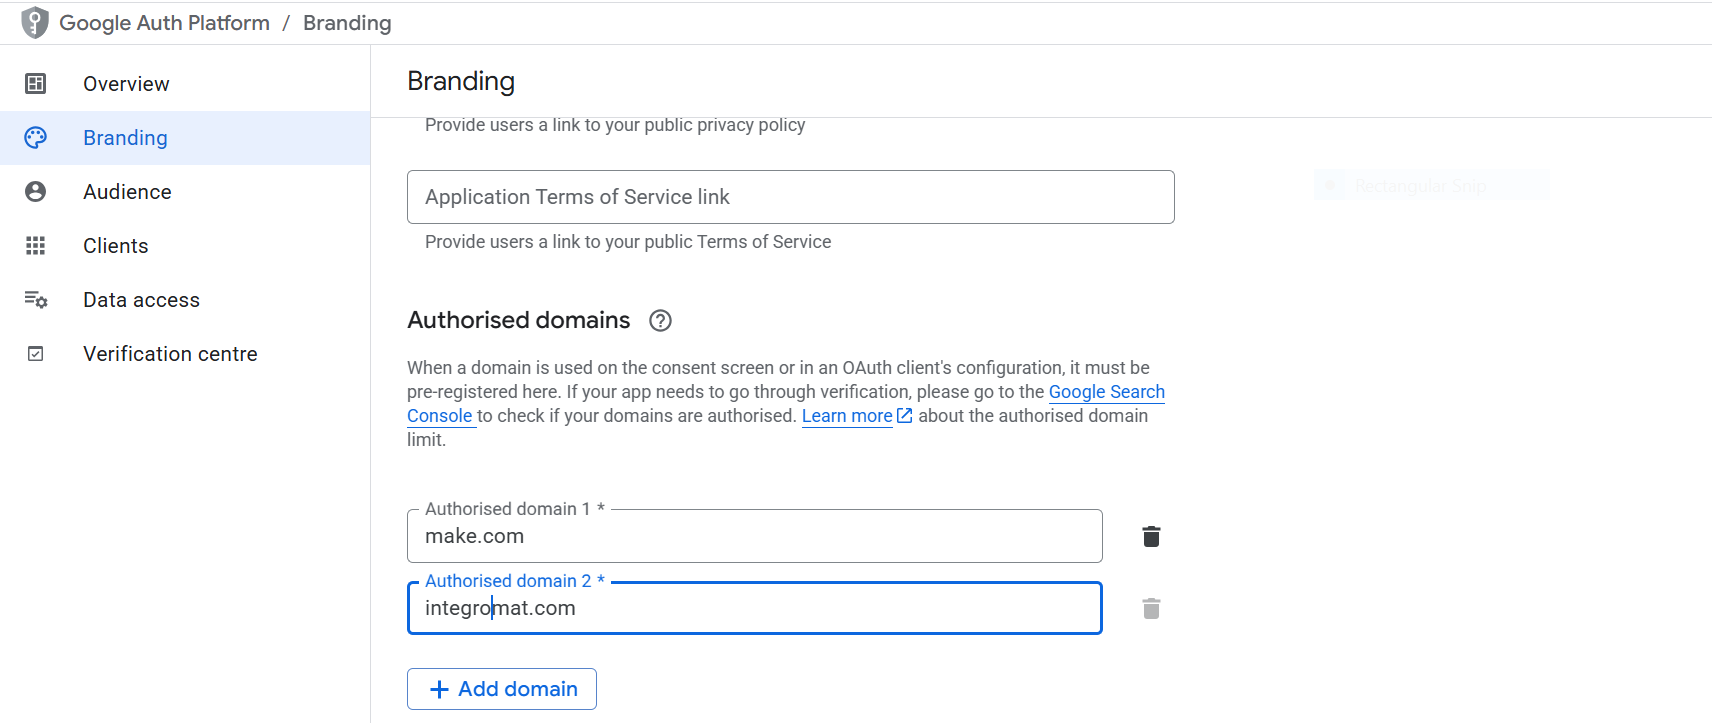 Google Auth Platform / Branding
Overview
Branding
Audience
Clients
Data access
Verification centre
Branding
Provide users a link to your public privacy policy
Application Terms of Service link
Provide users a link to your public Terms of Service
Rectangular Snip
Authorised domains
When a domain is used on the consent screen or in an OAuth client's configuration, it must be
pre-registered here. If your app needs to go through verification, please go to the Google Search
Console to check if your domains are authorised. Learn more about the authorised domain
limit.
Authorised domain 1 *
make.com
Authorised domain 2 *
integromat.com
+ Add domain